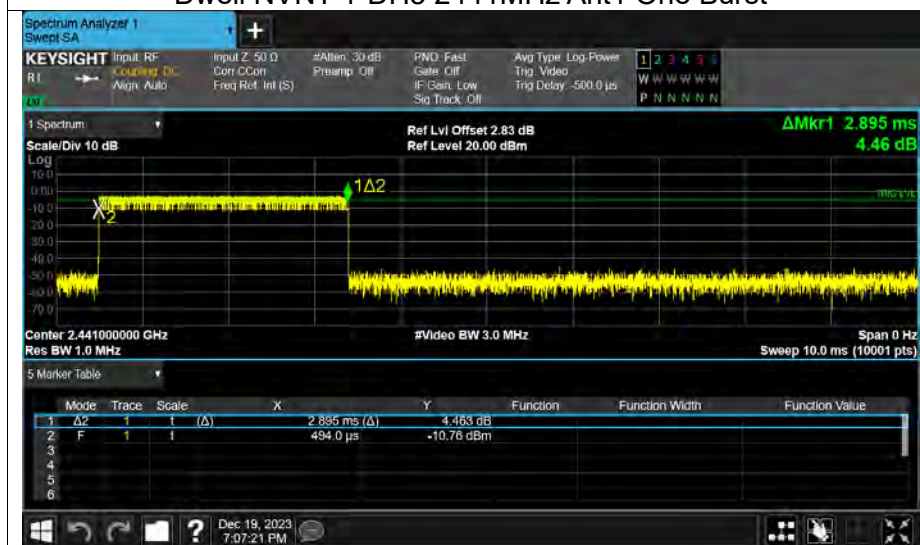 Dwell NVNT 1-DH5 2441MHz Ant1 One Burst
Spectrum Analyzer 1
Swept SA
+
KEYSIGHT Input: RF Input Z: 50 Ω #Atten: 30 dB PNO: Fast Avg Type: Log-Power 1 2 3 4 5 6
R T Coupling: DC Corr CCorr Preamp: Off Gate: Off Trig: Video W W W W W W
Align: Auto Freq Ref: Int (S) IF Gain: Low Trig Delay: -500.0 µs
Sig Track: Off P N N N N N
1 Spectrum ΔMkr1 2.895 ms
Ref Lvl Offset 2.83 dB
Scale/Div 10 dB Ref Level 20.00 dBm 4.46 dB
Log
10.0
0.00 1Δ2
TRIG LVL
-10.0 2
-20.0
-30.0
-40.0
-50.0
-60.0
-70.0
Center 2.441000000 GHz #Video BW 3.0 MHz Span 0 Hz
Res BW 1.0 MHz Sweep 10.0 ms (10001 pts)
5 Marker Table
Mode Trace Scale X Y Function Function Width Function Value
1 Δ2 1 t (Δ) 2.895 ms (Δ) 4.463 dB
2 F 1 t 494.0 µs -10.76 dBm
3
4
5
6
? Dec 19, 2023
7:07:21 PM